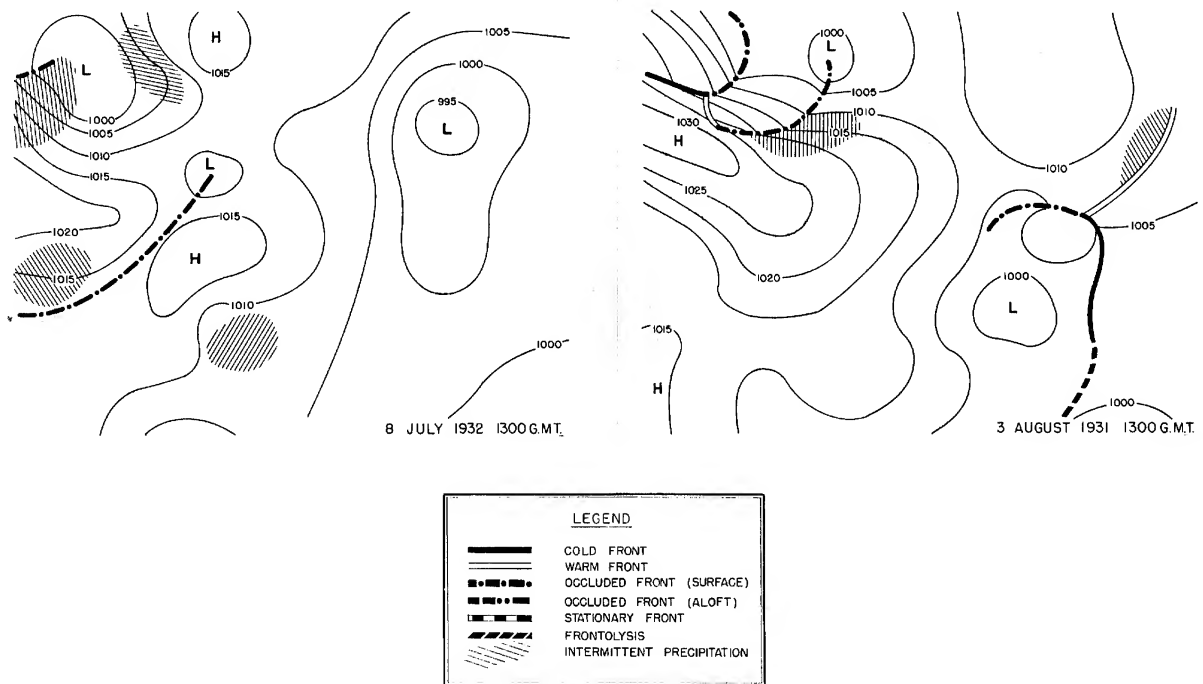 L
H
1015
1000
1005
1010
1015
1020
1015
L
1015
H
1010
1005
1000
995
L
1000
8 JULY 1932 1300 G.M.T.
1000
L
1005
1010
1015
1030
H
1025
1020
1015
H
1010
1005
1000
L
1000
3 AUGUST 1931 1300 G.M.T.
LEGEND
COLD FRONT
WARM FRONT
OCCLUDED FRONT (SURFACE)
OCCLUDED FRONT (ALOFT)
STATIONARY FRONT
FRONTOLYSIS
INTERMITTENT PRECIPITATION